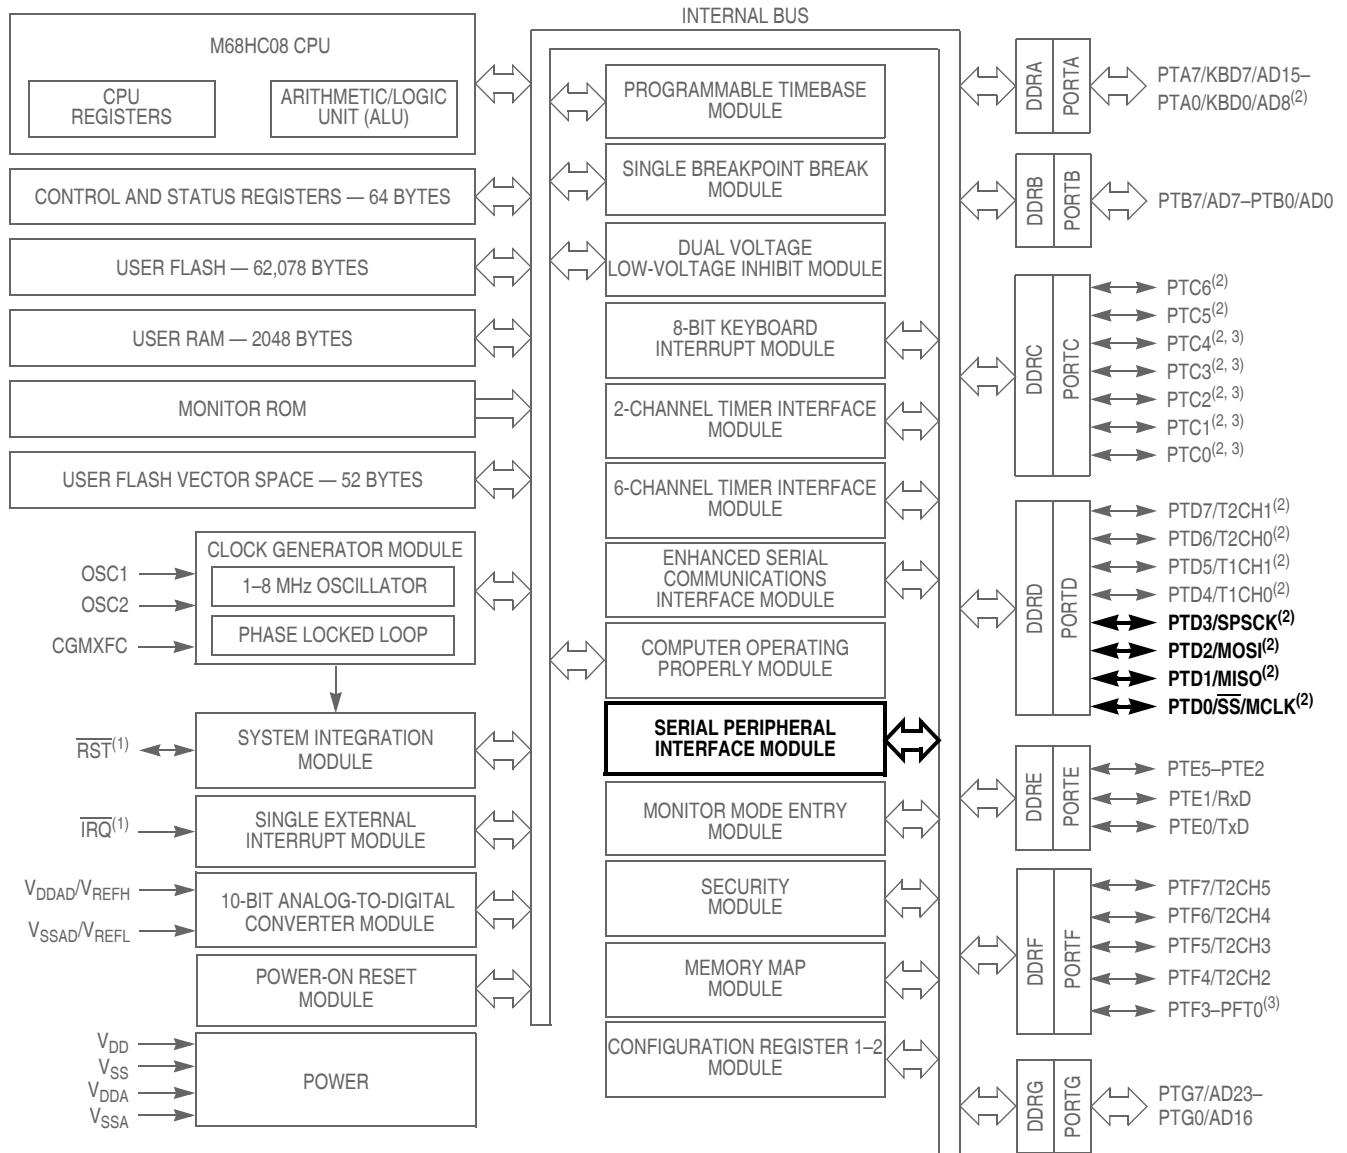 INTERNAL BUS
M68HC08 CPU
CPU
REGISTERS
ARITHMETIC/LOGIC
UNIT (ALU)
CONTROL AND STATUS REGISTERS — 64 BYTES
USER FLASH — 62,078 BYTES
USER RAM — 2048 BYTES
MONITOR ROM
USER FLASH VECTOR SPACE — 52 BYTES
OSC1
OSC2
CGMXFC
CLOCK GENERATOR MODULE
1–8 MHz OSCILLATOR
PHASE LOCKED LOOP
RST(1)
SYSTEM INTEGRATION
MODULE
IRQ(1)
SINGLE EXTERNAL
INTERRUPT MODULE
VDDAD/VREFH
VSSAD/VREFL
10-BIT ANALOG-TO-DIGITAL
CONVERTER MODULE
POWER-ON RESET
MODULE
VDD
VSS
VDDA
VSSA
POWER
PROGRAMMABLE TIMEBASE
MODULE
SINGLE BREAKPOINT BREAK
MODULE
DUAL VOLTAGE
LOW-VOLTAGE INHIBIT MODULE
8-BIT KEYBOARD
INTERRUPT MODULE
2-CHANNEL TIMER INTERFACE
MODULE
6-CHANNEL TIMER INTERFACE
MODULE
ENHANCED SERIAL
COMMUNICATIONS
INTERFACE MODULE
COMPUTER OPERATING
PROPERLY MODULE
SERIAL PERIPHERAL
INTERFACE MODULE
MONITOR MODE ENTRY
MODULE
SECURITY
MODULE
MEMORY MAP
MODULE
CONFIGURATION REGISTER 1–2
MODULE
DDRA
PORTA
PTA7/KBD7/AD15–
PTA0/KBD0/AD8(2)
DDRB
PORTB
PTB7/AD7–PTB0/AD0
DDRC
PORTC
PTC6(2)
PTC5(2)
PTC4(2, 3)
PTC3(2, 3)
PTC2(2, 3)
PTC1(2, 3)
PTC0(2, 3)
DDRD
PORTD
PTD7/T2CH1(2)
PTD6/T2CH0(2)
PTD5/T1CH1(2)
PTD4/T1CH0(2)
PTD3/SPSCK(2)
PTD2/MOSI(2)
PTD1/MISO(2)
PTD0/SS/MCLK(2)
DDRE
PORTE
PTE5–PTE2
PTE1/RxD
PTE0/TxD
DDRF
PORTF
PTF7/T2CH5
PTF6/T2CH4
PTF5/T2CH3
PTF4/T2CH2
PTF3–PFT0(3)
DDRG
PORTG
PTG7/AD23–
PTG0/AD16